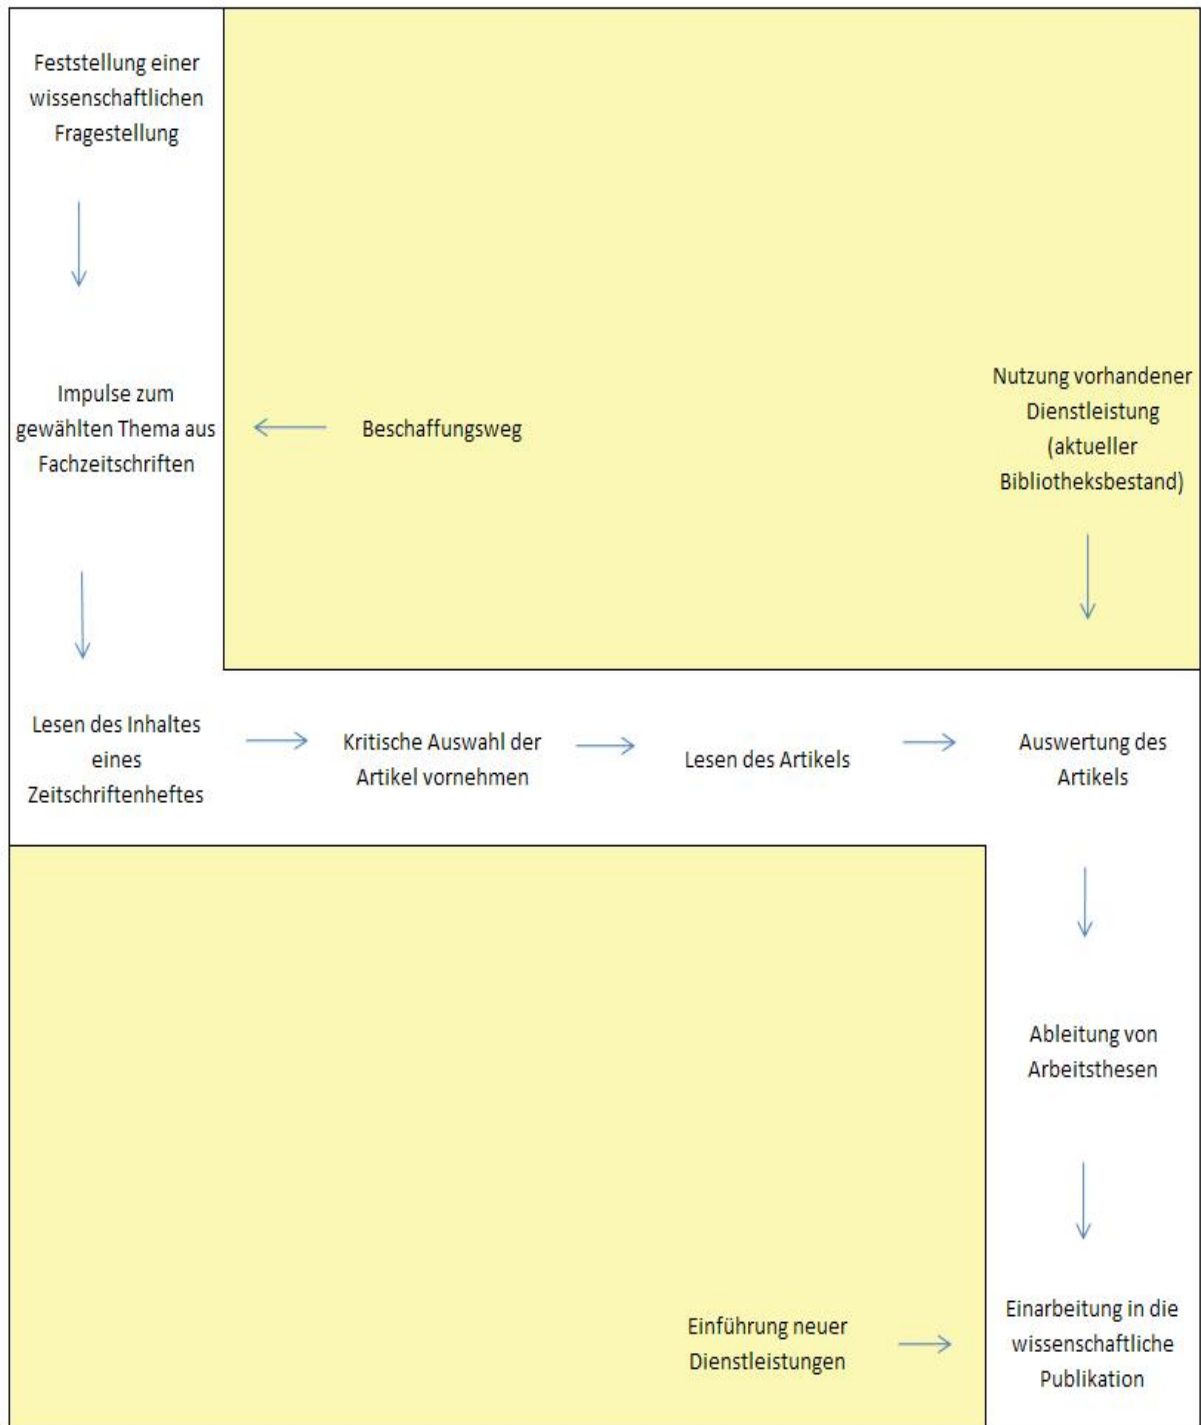 Feststellung einer
wissenschaftlichen
Fragestellung
Impulse zum
gewählten Thema aus
Fachzeitschriften
Beschaffungsweg
Nutzung vorhandener
Dienstleistung
(aktueller
Bibliotheksbestand)
Lesen des Inhaltes
eines
Zeitschriftenheftes
Kritische Auswahl der
Artikel vornehmen
Lesen des Artikels
Auswertung des
Artikels
Ableitung von
Arbeitsthesen
Einführung neuer
Dienstleistungen
Einarbeitung in die
wissenschaftliche
Publikation